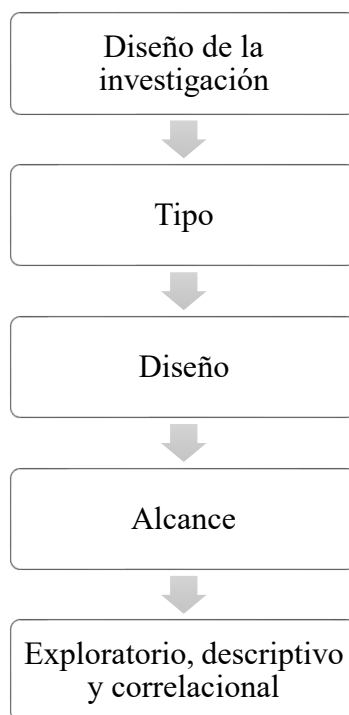 Diseño de la
investigación
Tipo
Diseño
Alcance
Exploratorio, descriptivo
y correlacional